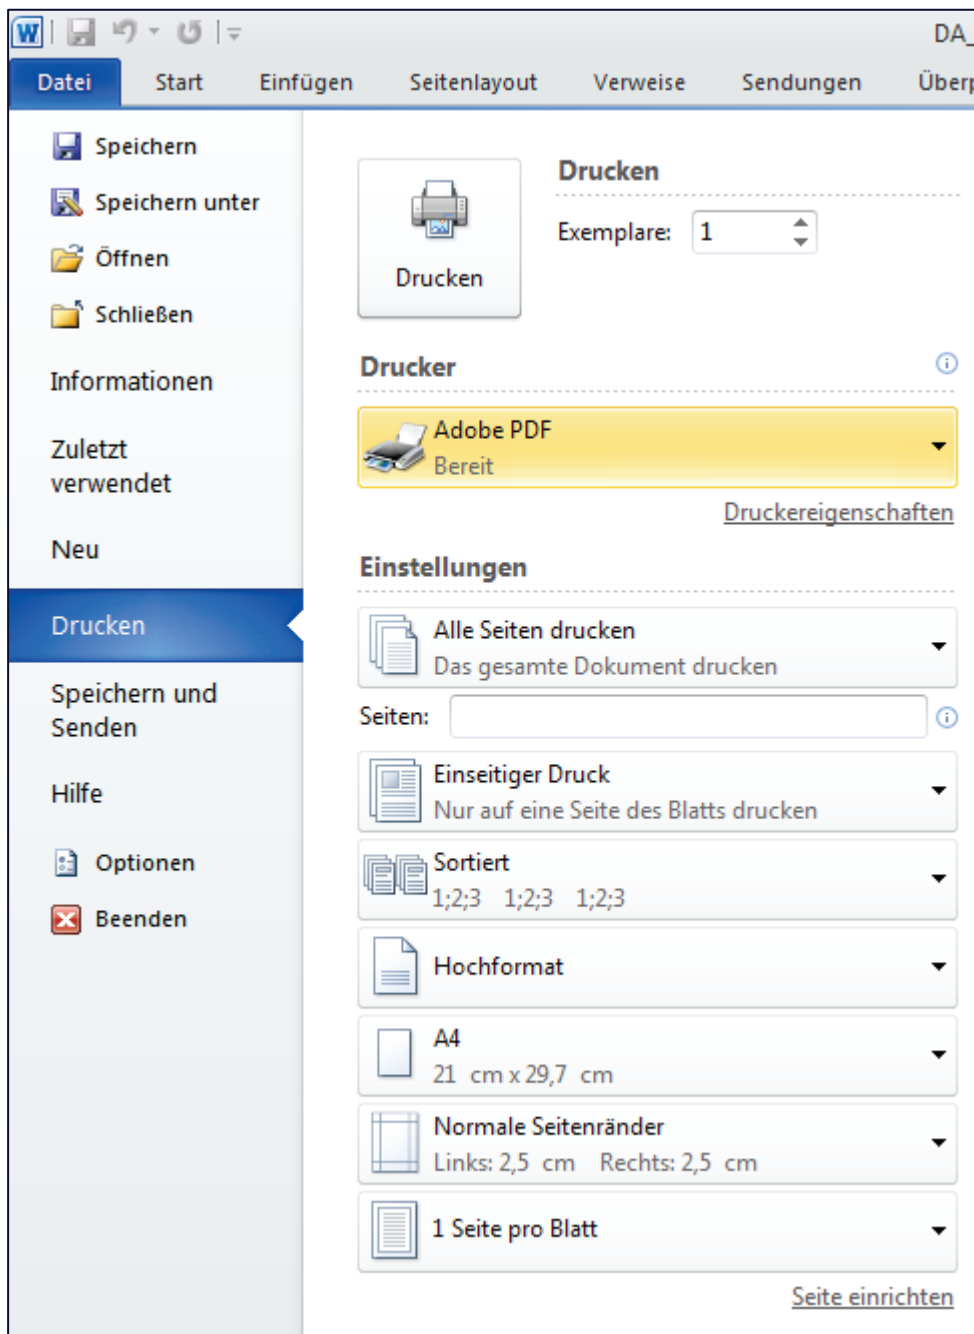 W
DA_
Datei Start Einfügen Seitenlayout Verweise Sendungen Überp
Speichern
Speichern unter
Öffnen
Schließen
Informationen
Zuletzt
verwendet
Neu
Drucken
Speichern und
Senden
Hilfe
Optionen
Beenden
Drucken
Drucken
Exemplare: 1
Drucker
Adobe PDF
Bereit
Druckereigenschaften
Einstellungen
Alle Seiten drucken
Das gesamte Dokument drucken
Seiten:
Einseitiger Druck
Nur auf eine Seite des Blatts drucken
Sortiert
1;2;3 1;2;3 1;2;3
Hochformat
A4
21 cm x 29,7 cm
Normale Seitenränder
Links: 2,5 cm Rechts: 2,5 cm
1 Seite pro Blatt
Seite einrichten